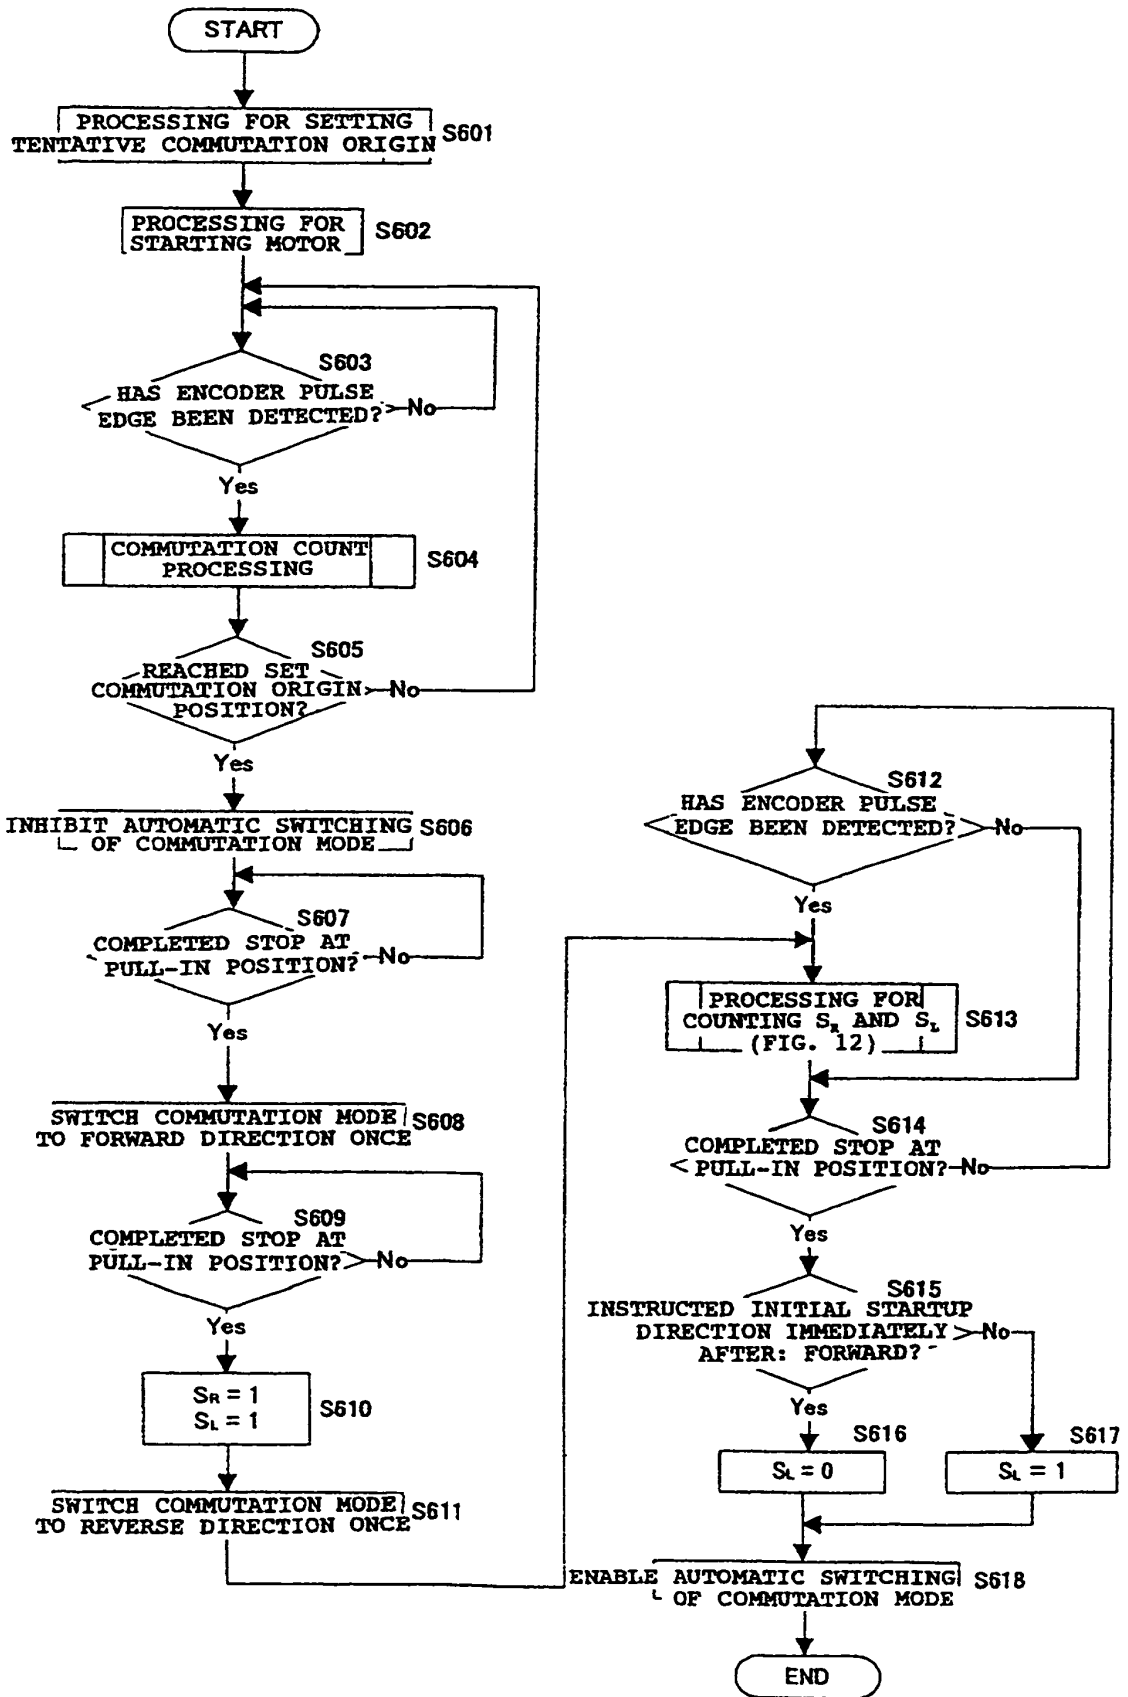 START
PROCESSING FOR SETTING
TENTATIVE COMMUTATION ORIGIN
S601
PROCESSING FOR
STARTING MOTOR
S602
S603
HAS ENCODER PULSE
EDGE BEEN DETECTED?
No
Yes
COMMUTATION COUNT
PROCESSING
S604
S605
REACHED SET
COMMUTATION ORIGIN
POSITION?
No
Yes
INHIBIT AUTOMATIC SWITCHING
OF COMMUTATION MODE
S606
S607
COMPLETED STOP AT
PULL-IN POSITION?
No
Yes
SWITCH COMMUTATION MODE
TO FORWARD DIRECTION ONCE
S608
S609
COMPLETED STOP AT
PULL-IN POSITION?
No
Yes
SR = 1
SL = 1
S610
SWITCH COMMUTATION MODE
TO REVERSE DIRECTION ONCE
S611
S612
HAS ENCODER PULSE
EDGE BEEN DETECTED?
No
Yes
PROCESSING FOR
COUNTING SR AND SL
(FIG. 12)
S613
S614
COMPLETED STOP AT
PULL-IN POSITION?
No
Yes
S615
INSTRUCTED INITIAL STARTUP
DIRECTION IMMEDIATELY
AFTER: FORWARD?
No
Yes
S616
SL = 0
S617
SL = 1
ENABLE AUTOMATIC SWITCHING
OF COMMUTATION MODE
S618
END